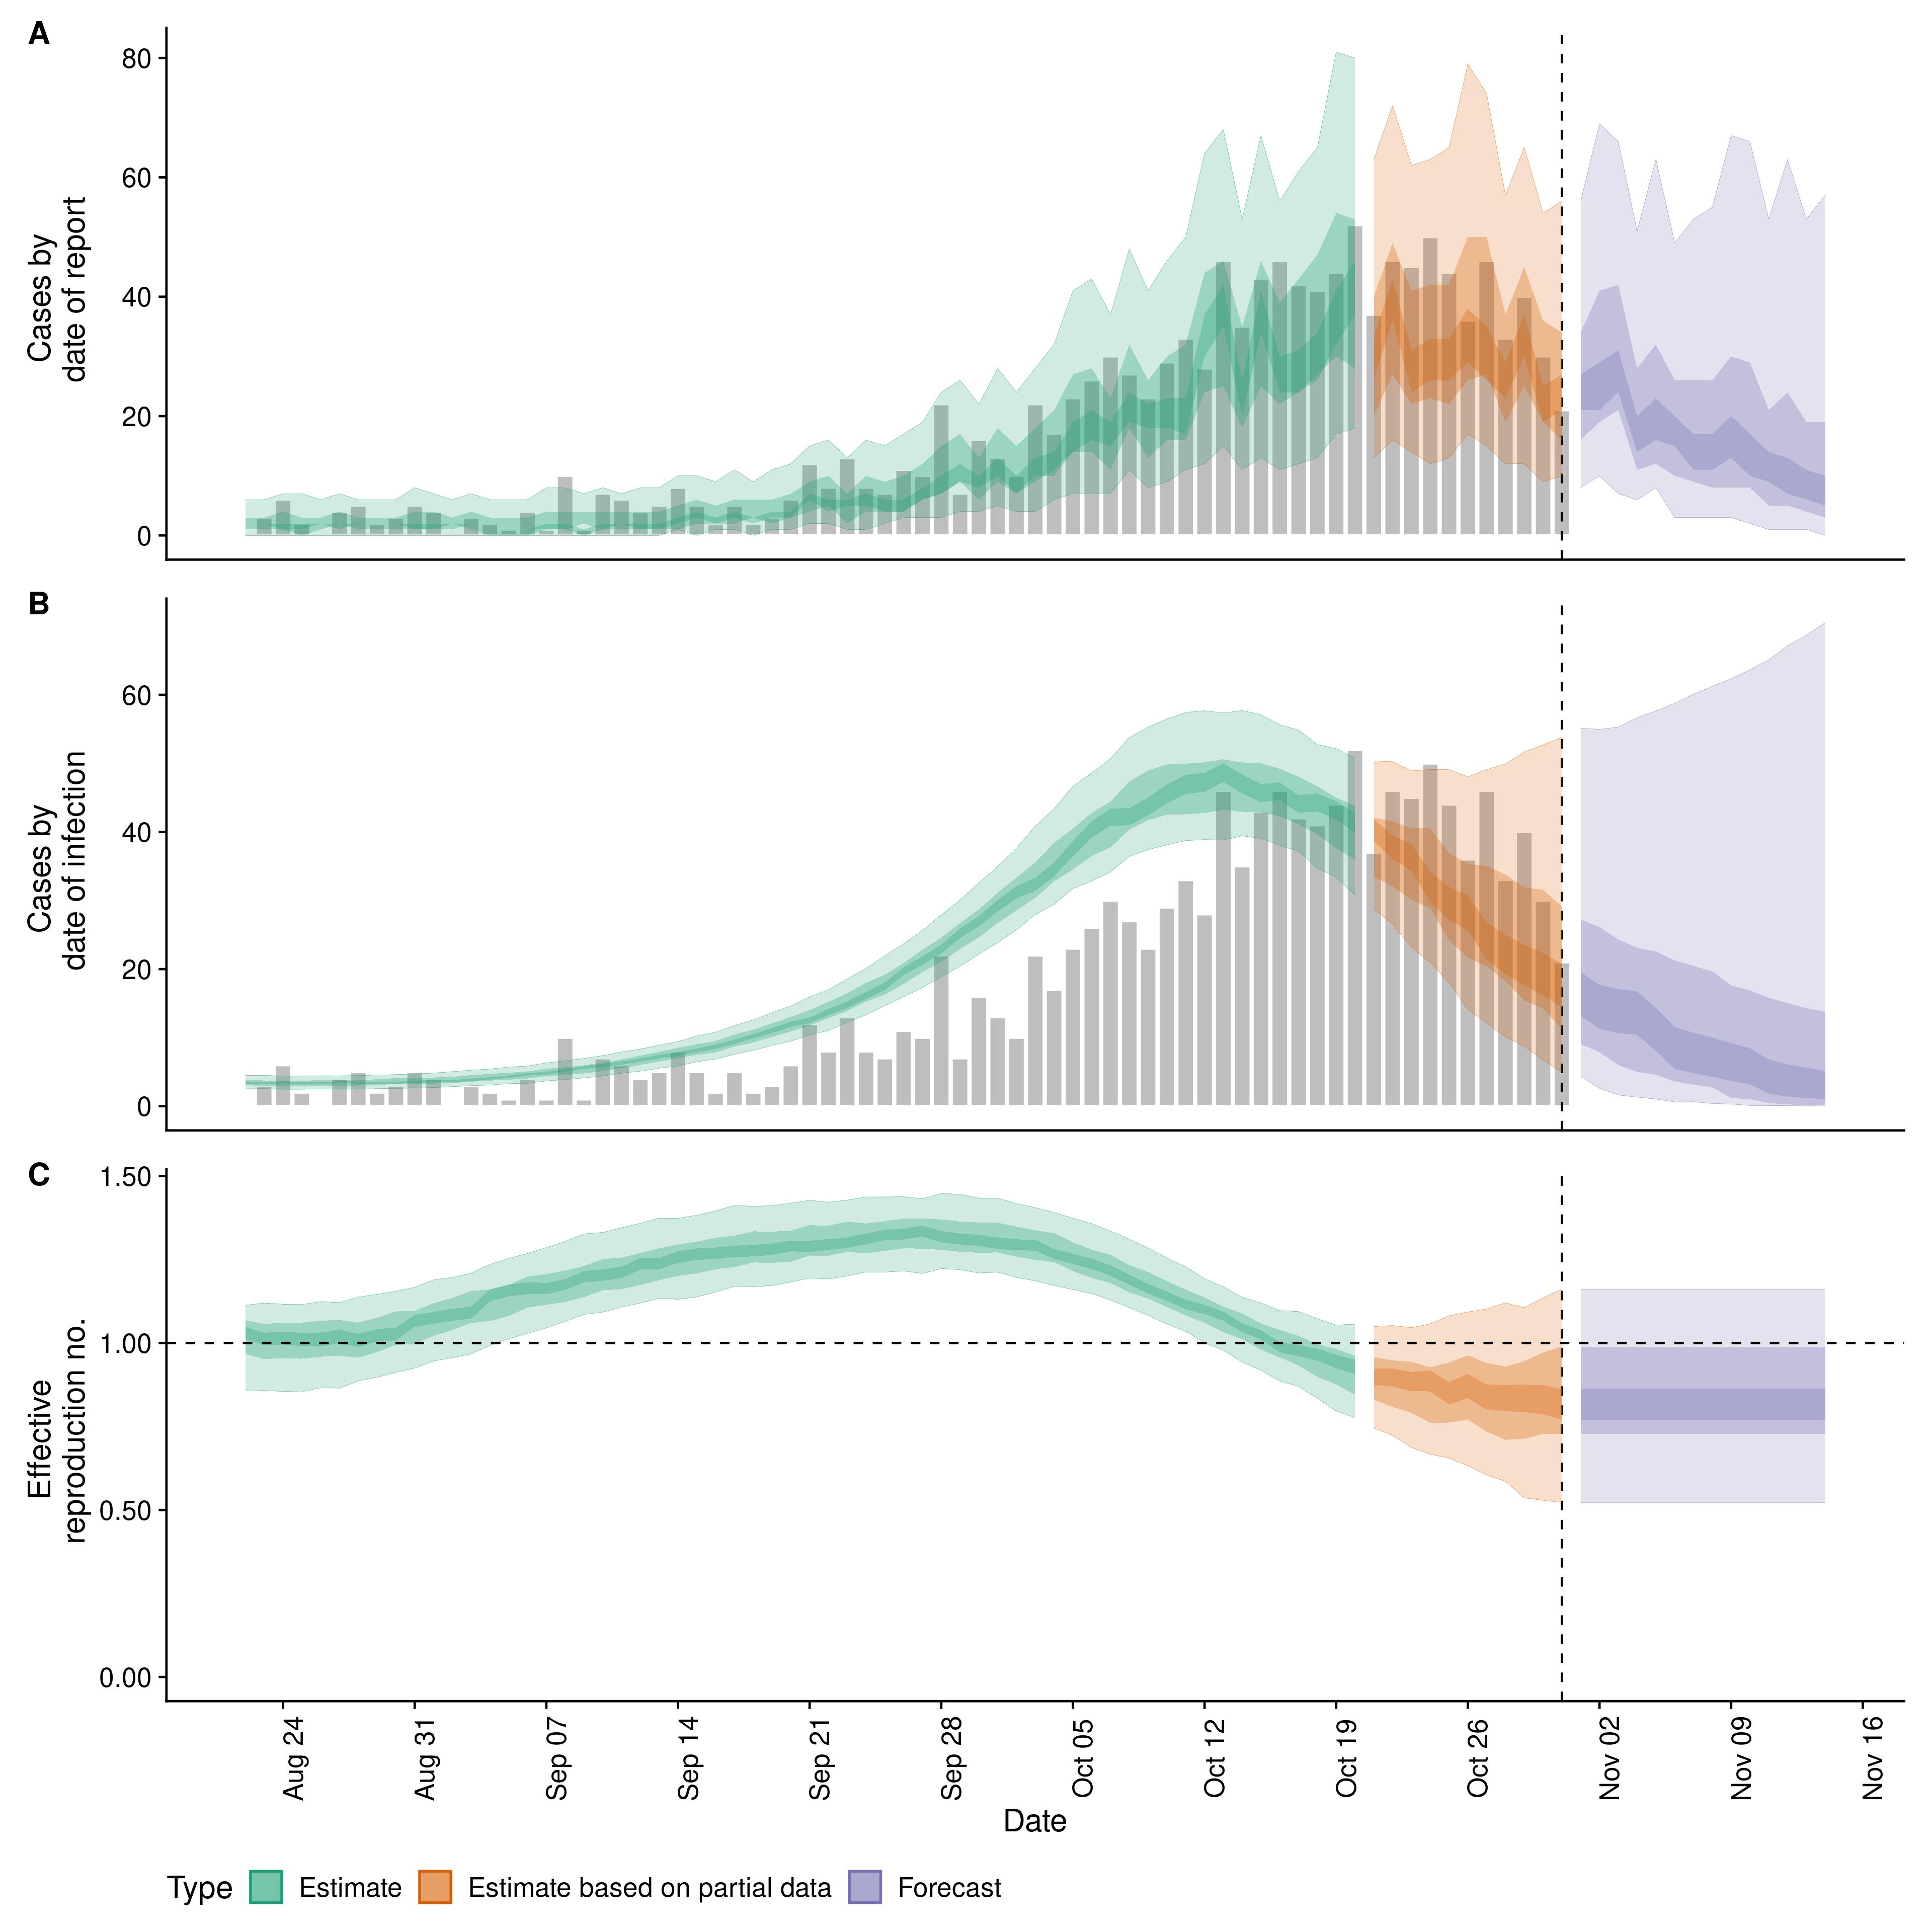 A
80
60
40
20
0
Cases by
date of report
B
60
40
20
0
Cases by
date of infection
C
1.50
1.00
0.50
0.00
Effective
reproduction no.
Aug 24
Aug 31
Sep 07
Sep 14
Sep 21
Sep 28
Oct 05
Oct 12
Oct 19
Oct 26
Nov 02
Nov 09
Nov 16
Date
Type Estimate Estimate based on partial data Forecast